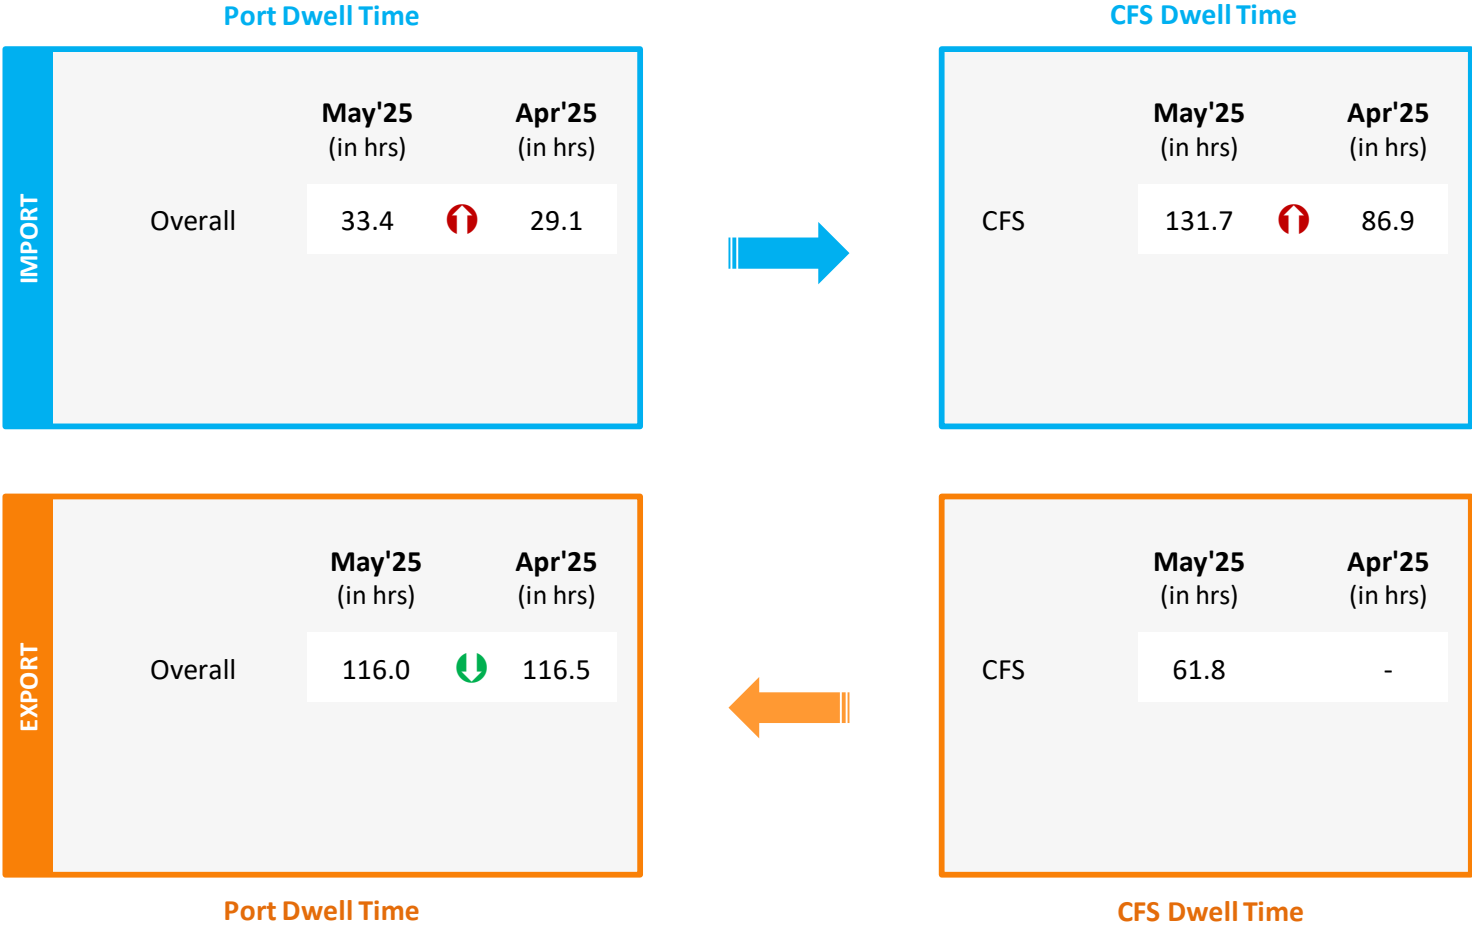 Port Dwell Time
CFS Dwell Time
IMPORT
May'25 Apr'25
(in hrs) (in hrs)
Overall 33.4 29.1
May'25 Apr'25
(in hrs) (in hrs)
CFS 131.7 86.9
EXPORT
May'25 Apr'25
(in hrs) (in hrs)
Overall 116.0 116.5
May'25 Apr'25
(in hrs) (in hrs)
CFS 61.8 -
Port Dwell Time
CFS Dwell Time